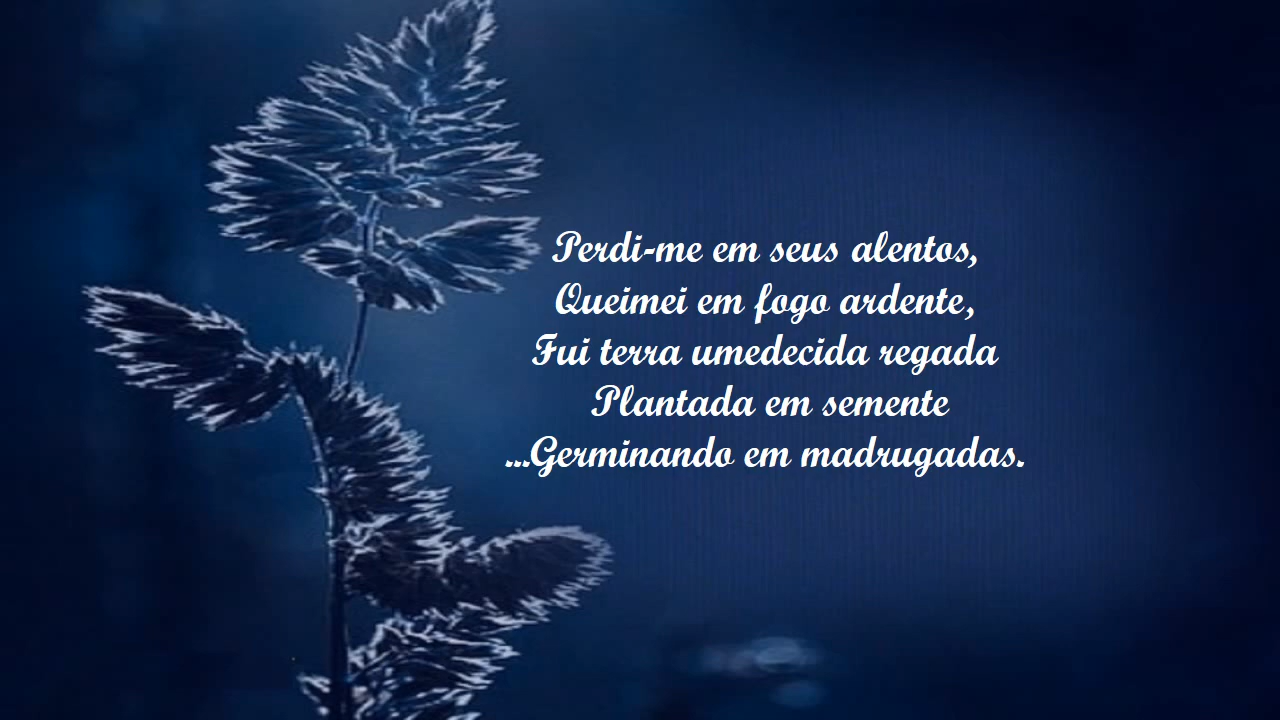 Perdi-me em seus alentos,
Queimei em fogo ardente,
Fui terra umedecida regada
Plantada em semente
...Germinando em madrugadas.